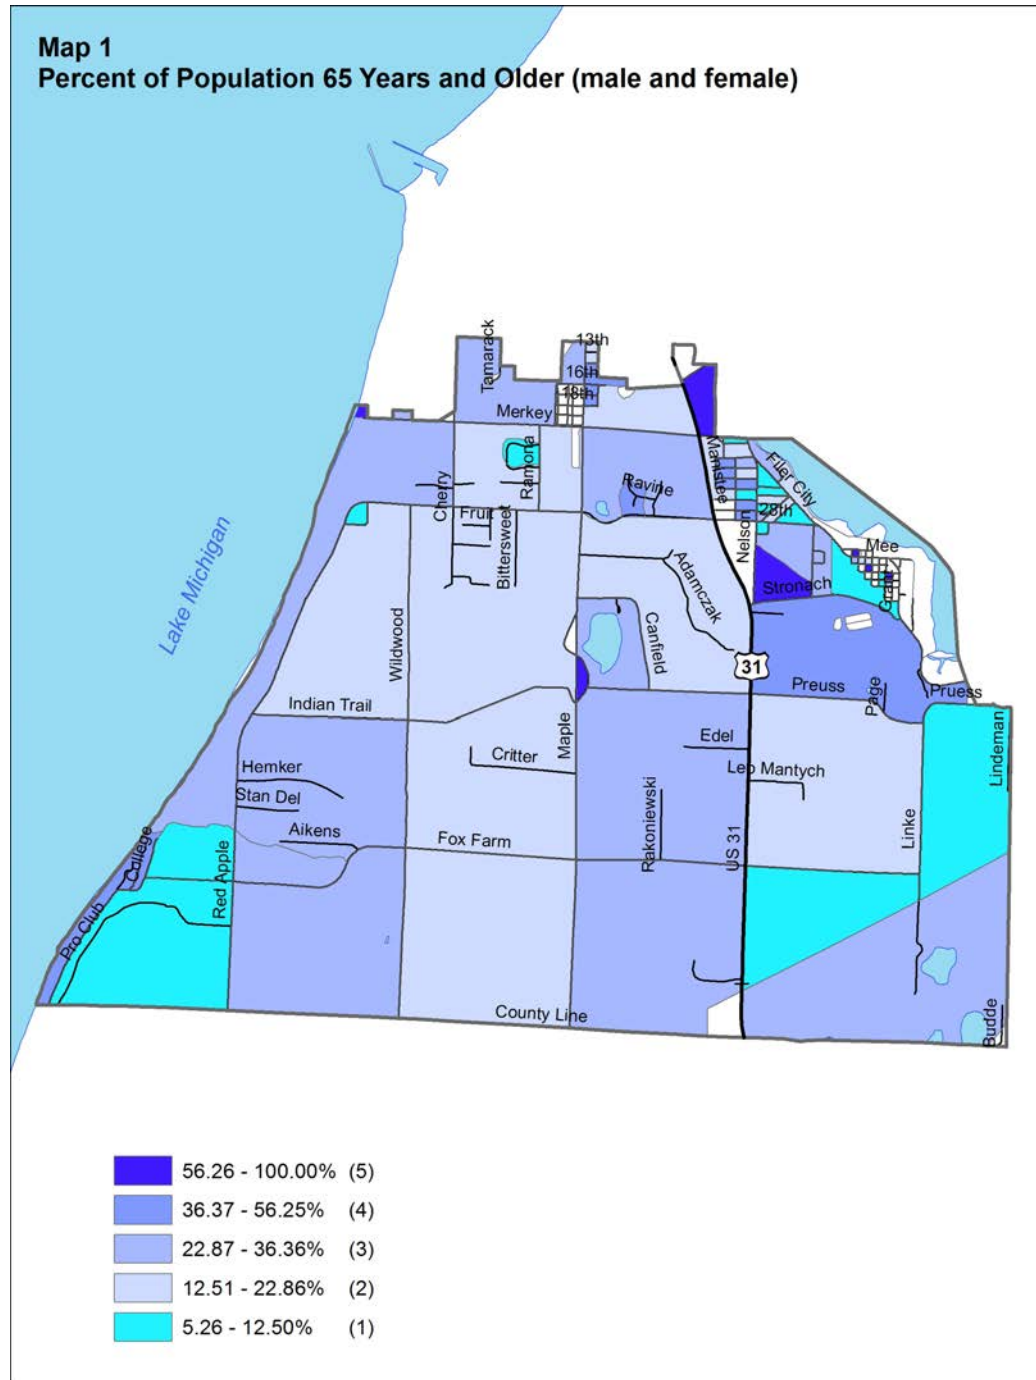 Map 1
Percent of Population 65 Years and Older (male and female)
13th
Tamarack
16th
18th
Merkey
Manistee
Filer City
Ramona
Cherry
Ravine
Fruit
28th
Nelson
Mee
Bittersweet
Adamczak
Stronach
Grant
Lake Michigan
Canfield
Wildwood
31
Preuss
Page
Pruess
Indian Trail
Maple
Edel
Lindeman
Critter
Hemker
Leo Mantych
Stan Del
Rakoniewski
US 31
Linke
Aikens
Fox Farm
College
Red Apple
Pro Club
County Line
Budde
56.26 - 100.00% (5)
36.37 - 56.25% (4)
22.87 - 36.36% (3)
12.51 - 22.86% (2)
5.26 - 12.50% (1)